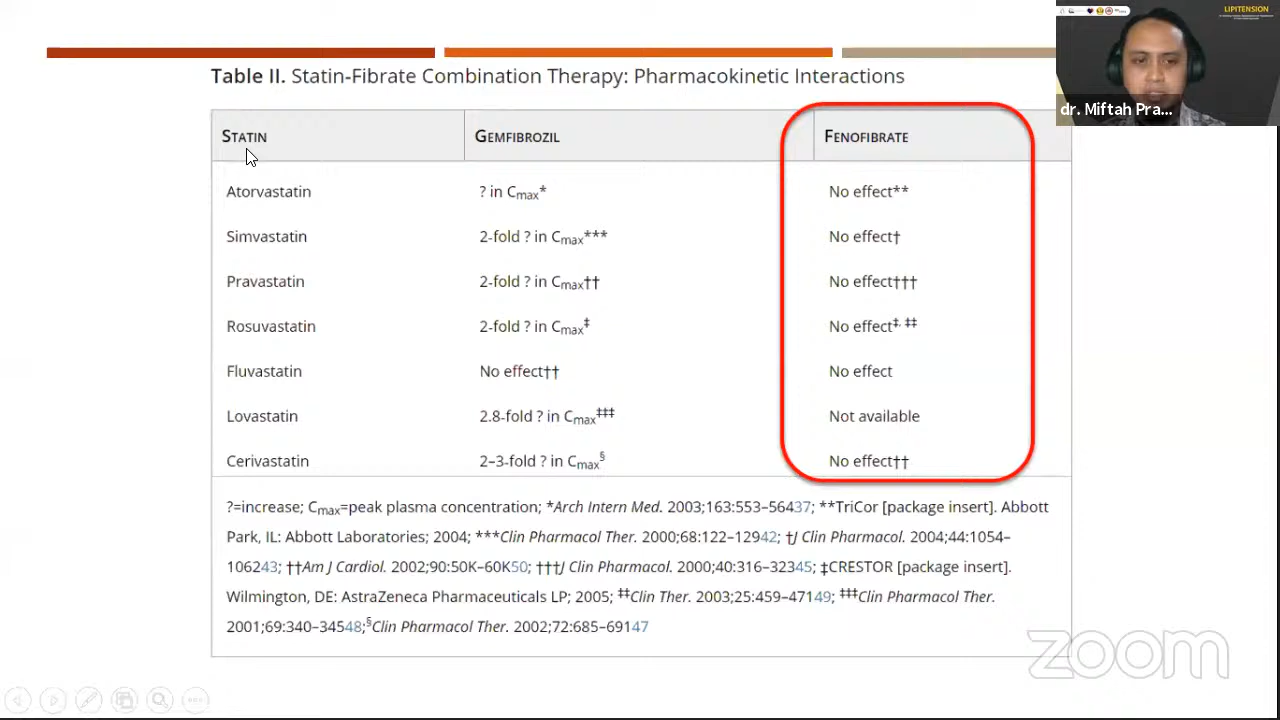 LIPITENSION
dr. Miftah Pra...
Table II. Statin-Fibrate Combination Therapy: Pharmacokinetic Interactions
STATIN GEMFIBROZIL FENOFIBRATE
Atorvastatin ? in Cmax* No effect**
Simvastatin 2-fold ? in Cmax*** No effect†
Pravastatin 2-fold ? in Cmax†† No effect†††
Rosuvastatin 2-fold ? in Cmax‡ No effect‡, ‡‡
Fluvastatin No effect†† No effect
Lovastatin 2.8-fold ? in Cmax‡‡‡ Not available
Cerivastatin 2–3-fold ? in Cmax§ No effect††
?=increase; Cmax=peak plasma concentration; *Arch Intern Med. 2003;163:553–56437; **TriCor [package insert]. Abbott
Park, IL: Abbott Laboratories; 2004; ***Clin Pharmacol Ther. 2000;68:122–12942; †J Clin Pharmacol. 2004;44:1054–
106243; ††Am J Cardiol. 2002;90:50K–60K50; †††J Clin Pharmacol. 2000;40:316–32345; ‡CRESTOR [package insert].
Wilmington, DE: AstraZeneca Pharmaceuticals LP; 2005; ‡‡Clin Ther. 2003;25:459–47149; ‡‡‡Clin Pharmacol Ther.
2001;69:340–34548;§Clin Pharmacol Ther. 2002;72:685–69147
zoom